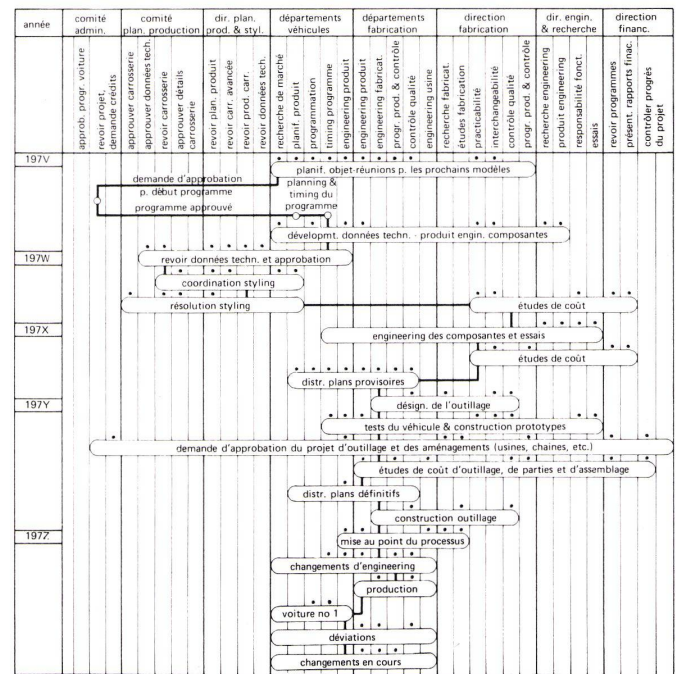 année
comité admin.
comité plan. production
dir. plan. prod. & styl.
départements véhicules
départements fabrication
direction fabrication
dir. engin. & recherche
direction financ.
approb. progr. voiture
revoir projet,
demande crédits
approuver carrosserie
approuver données tech.
revoir carrosserie
approuver détails
carrosserie
revoir plan. produit
revoir carr. avancée
revoir prod. carr.
revoir données tech.
recherche de marché
planif. produit
programmation
timing programme
engineering produit
engineering produit
engineering fabricat.
progr. prod. & contrôle
contrôle qualité
engineering usine
recherche fabricat.
études fabrication
practicabilité
interchangeabilité
contrôle qualité
progr. prod. & contrôle
recherche engineering
produit engineering
responsabilité fonct.
essais
revoir programmes
présent. rapports finac.
contrôler progrès
du projet
197V
planif. objet-réunions p. les prochains modèles
demande d'approbation
p. début programme
planning &
timing du
programme
programme approuvé
développmt. données techn. - produit engin. composantes
197W
revoir données techn. et approbation
coordination styling
résolution styling
études de coût
197X
engineering des composantes et essais
études de coût
distr. plans provisoires
197Y
désign. de l'outillage
tests du véhicule & construction prototypes
demande d'approbation du projet d'outillage et des aménagements (usines, chaines, etc.)
études de coût d'outillage, de parties et d'assemblage
distr. plans définitifs
construction outillage
197Z
mise au point du processus
changements d'engineering
production
voiture no 1
déviations
changements en cours